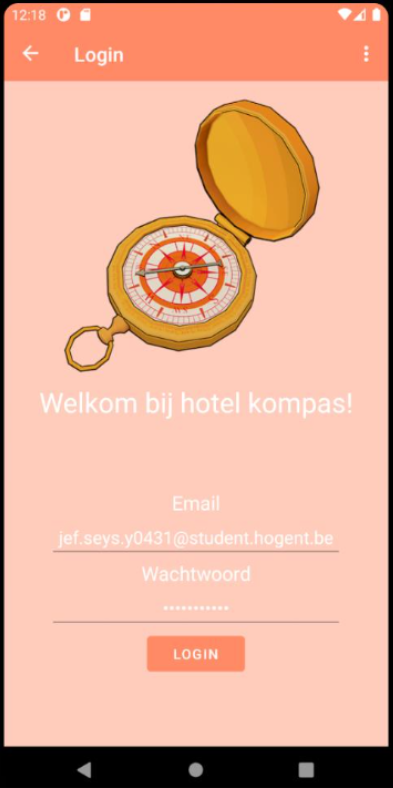 12:18
Login
Welkom bij hotel kompas!
Email
jef.seys.y0431@student.hogent.be
Wachtwoord
•••••••••••
LOGIN